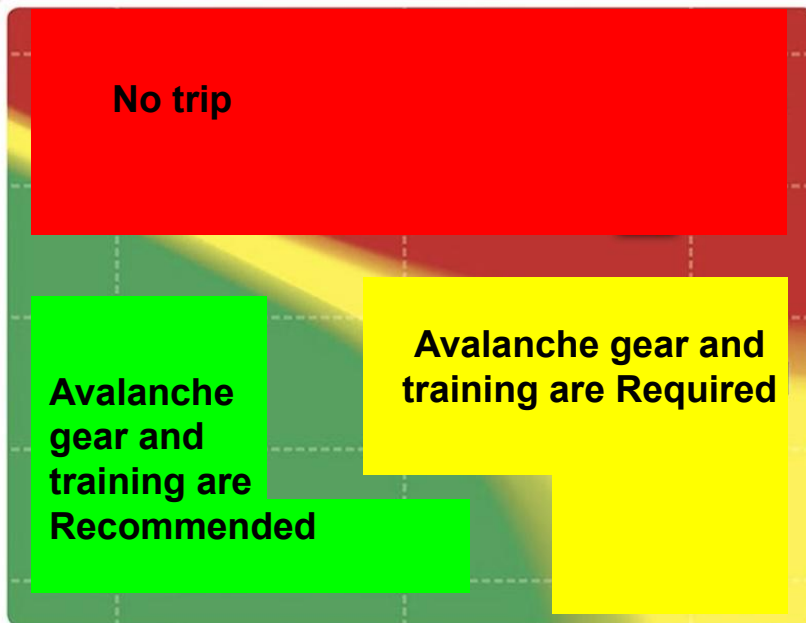 No trip
Avalanche gear and
training are Required
Avalanche
gear and
training are
Recommended